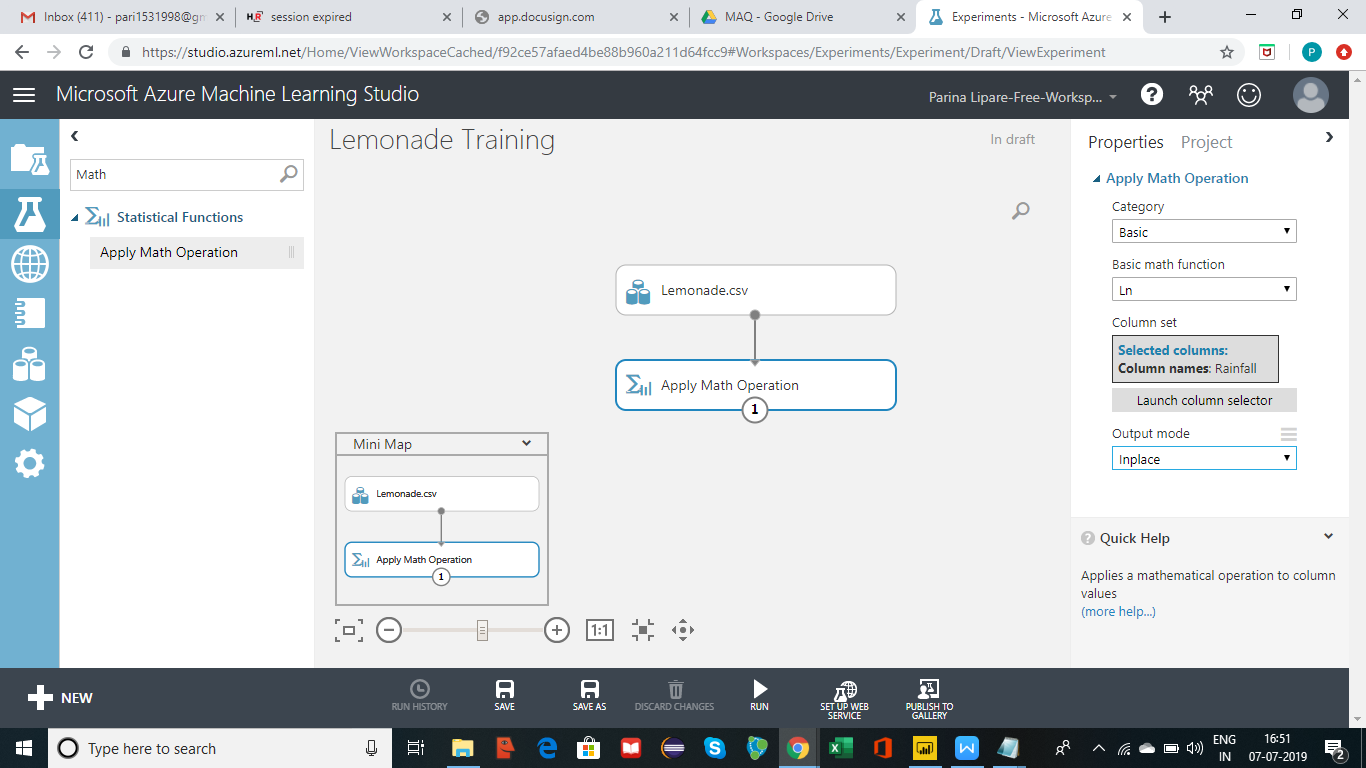 Inbox (411) - pari1531998@gm
session expired
app.docusign.com
MAQ - Google Drive
Experiments - Microsoft Azure
https://studio.azureml.net/Home/ViewWorkspaceCached/f92ce57afaed4be88b960a211d64fcc9#Workspaces/Experiments/Experiment/Draft/ViewExperiment
P
Microsoft Azure Machine Learning Studio
Parina Lipare-Free-Worksp...
Math
Statistical Functions
Apply Math Operation
Lemonade Training
In draft
Lemonade.csv
Apply Math Operation
1
Mini Map
Lemonade.csv
Apply Math Operation
1
1:1
Properties Project
Apply Math Operation
Category
Basic
Basic math function
Ln
Column set
Selected columns:
Column names: Rainfall
Launch column selector
Output mode
Inplace
Quick Help
Applies a mathematical operation to column
values
(more help...)
NEW
RUN HISTORY
SAVE
SAVE AS
DISCARD CHANGES
RUN
SET UP WEB
SERVICE
PUBLISH TO
GALLERY
Type here to search
ENG
IN
16:51
07-07-2019
2